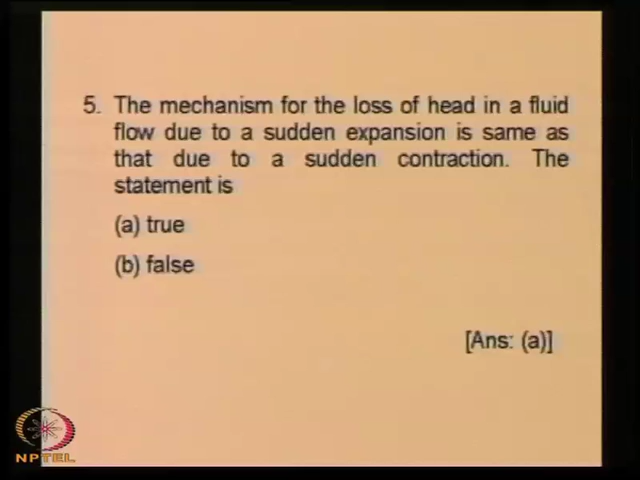 5. The mechanism for the loss of head in a fluid
flow due to a sudden expansion is same as
that due to a sudden contraction. The
statement is
(a) true
(b) false
[Ans: (a)]
NPTEL